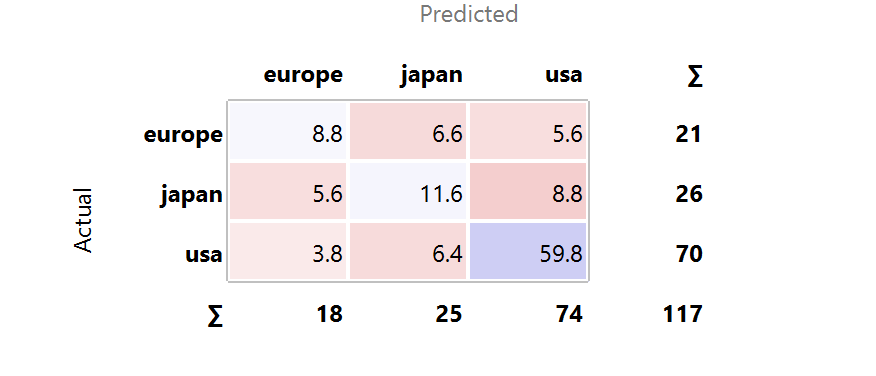 Predicted
europe japan usa ∑
europe 8.8 6.6 5.6 21
japan 5.6 11.6 8.8 26
Actual
usa 3.8 6.4 59.8 70
∑ 18 25 74 117